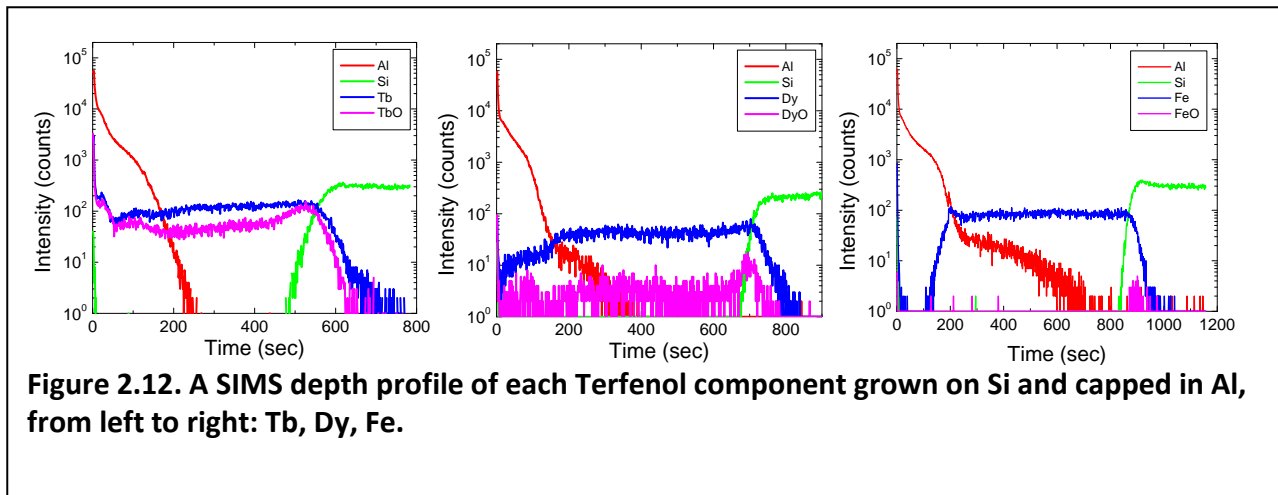 10⁵
10⁴
10³
10²
10¹
10⁰
Intensity (counts)
0 200 400 600 800
Time (sec)
Al
Si
Tb
TbO
10⁵
10⁴
10³
10²
10¹
10⁰
Intensity (counts)
0 200 400 600 800
Time (sec)
Al
Si
Dy
DyO
10⁵
10⁴
10³
10²
10¹
10⁰
Intensity (counts)
0 200 400 600 800 1000 1200
Time (sec)
Al
Si
Fe
FeO
Figure 2.12. A SIMS depth profile of each Terfenol component grown on Si and capped in Al,
from left to right: Tb, Dy, Fe.